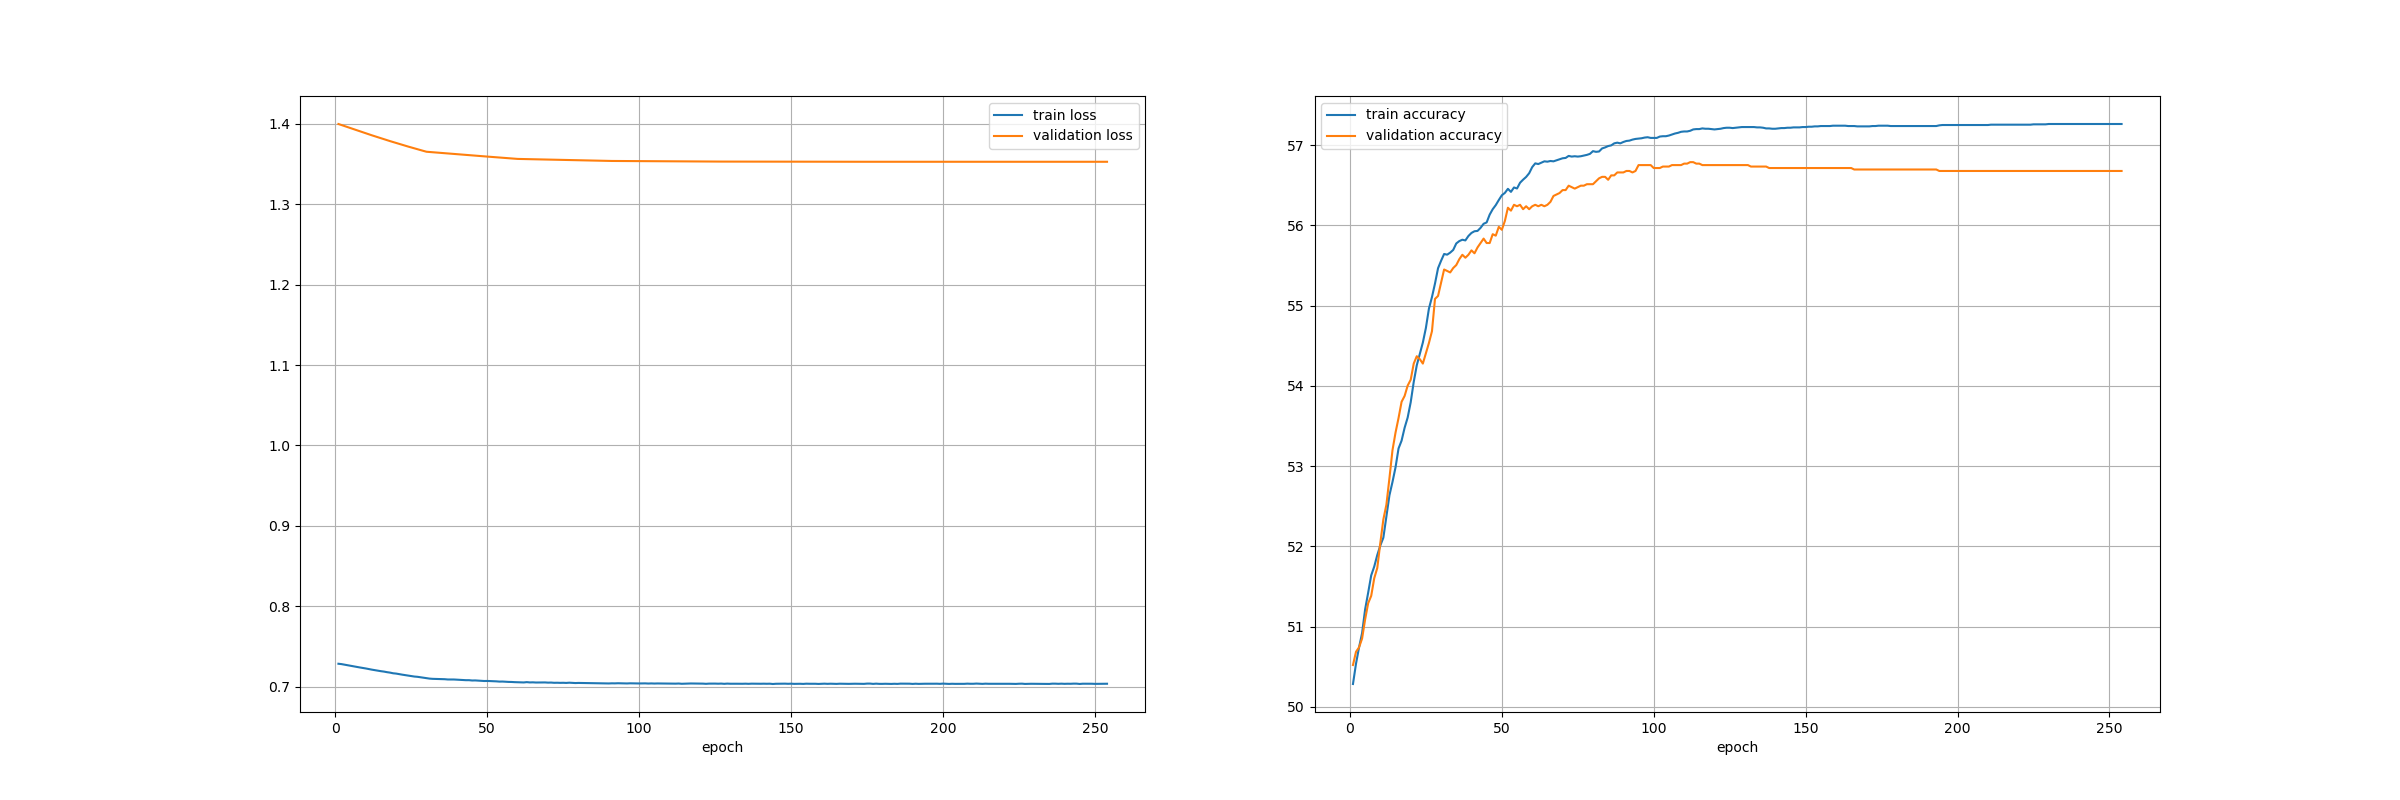 train loss
validation loss
1.4
1.3
1.2
1.1
1.0
0.9
0.8
0.7
0 50 100 150 200 250
epoch
train accuracy
validation accuracy
57
56
55
54
53
52
51
50
0 50 100 150 200 250
epoch